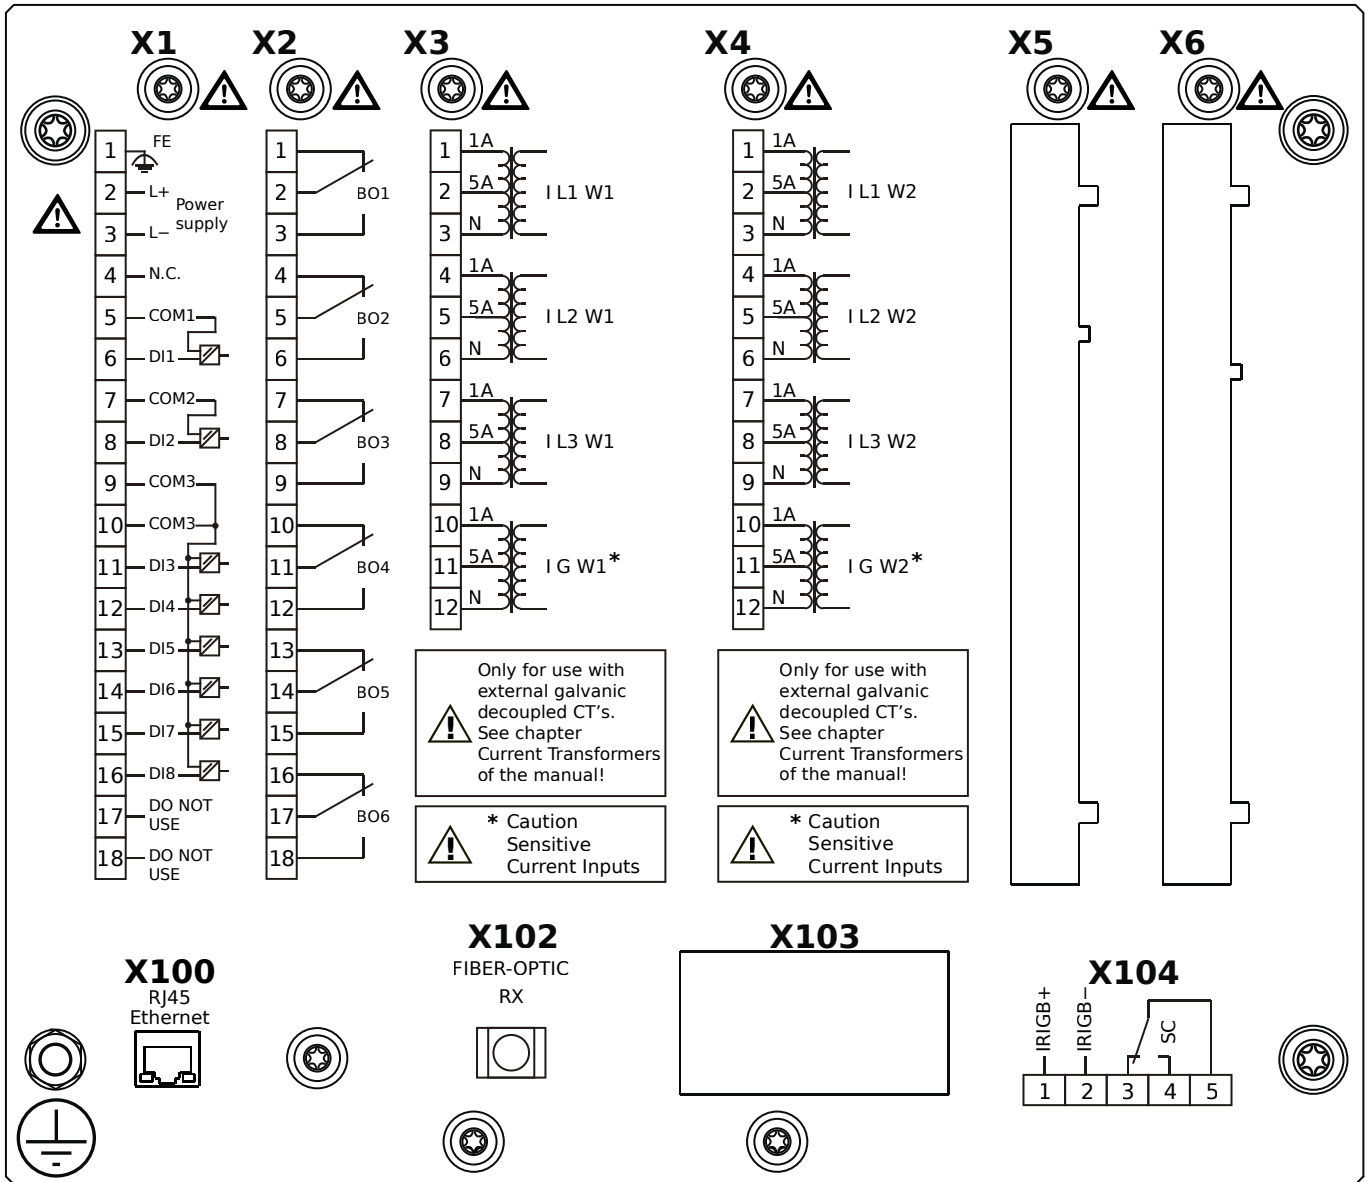 X1
X2
X3
X4
X5
X6
1
FE
2
L+
Power
supply
3
L−
4
N.C.
5
COM1
6
DI1
7
COM2
8
DI2
9
COM3
10
COM3
11
DI3
12
DI4
13
DI5
14
DI6
15
DI7
16
DI8
17
DO NOT
USE
18
DO NOT
USE
1
2
BO1
3
4
5
BO2
6
7
8
BO3
9
10
11
BO4
12
13
14
BO5
15
16
17
BO6
18
1
1A
2
5A
I L1 W1
3
N
4
1A
5
5A
I L2 W1
6
N
7
1A
8
5A
I L3 W1
9
N
10
1A
11
5A
I G W1*
12
N
Only for use with
external galvanic
decoupled CT's.
See chapter
Current Transformers
of the manual!
* Caution
Sensitive
Current Inputs
1
1A
2
5A
I L1 W2
3
N
4
1A
5
5A
I L2 W2
6
N
7
1A
8
5A
I L3 W2
9
N
10
1A
11
5A
I G W2*
12
N
Only for use with
external galvanic
decoupled CT's.
See chapter
Current Transformers
of the manual!
* Caution
Sensitive
Current Inputs
X100
RJ45
Ethernet
X102
FIBER-OPTIC
RX
X103
X104
IRIGB+
IRIGB−
SC
1
2
3
4
5